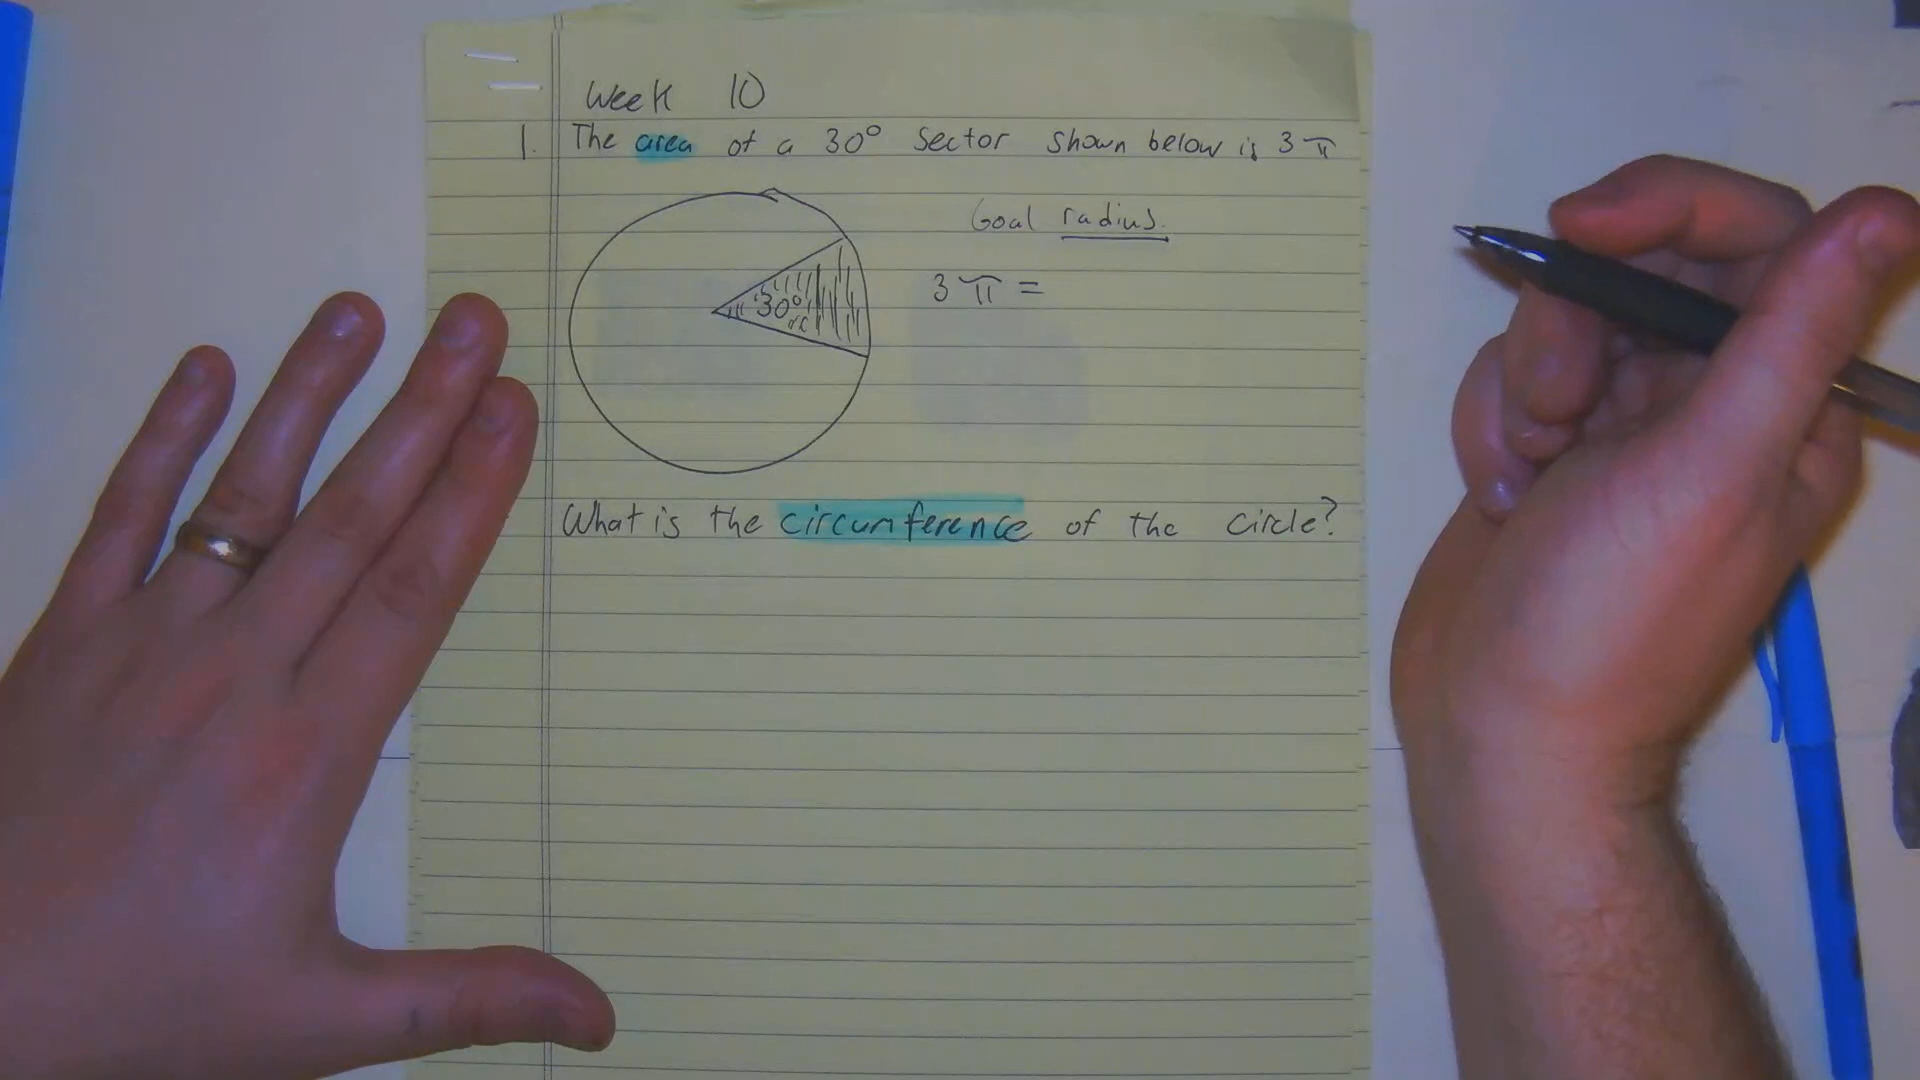 Week 10
1. The area of a 30° Sector shown below is 3π
Goal radius.
3π =
30°
What is the circumference of the circle?